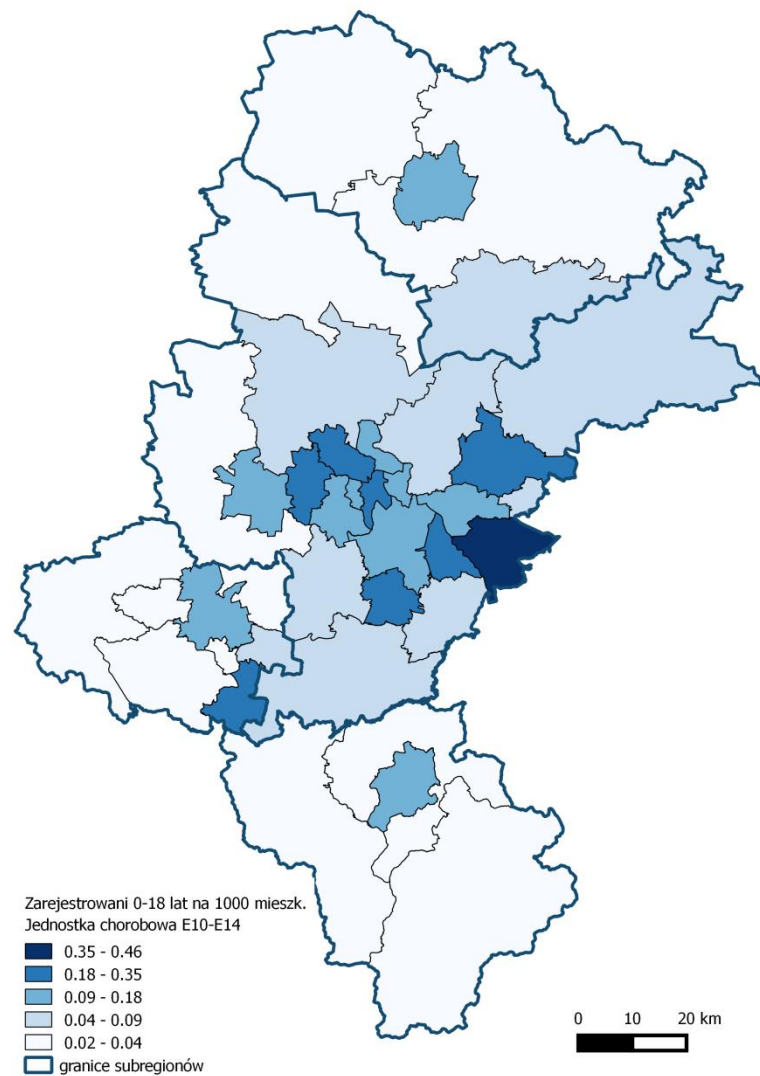 Zarejestrowani 0-18 lat na 1000 mieszk.
Jednostka chorobowa E10-E14
0.35 - 0.46
0.18 - 0.35
0.09 - 0.18
0.04 - 0.09
0.02 - 0.04
granice subregionów
0 10 20 km